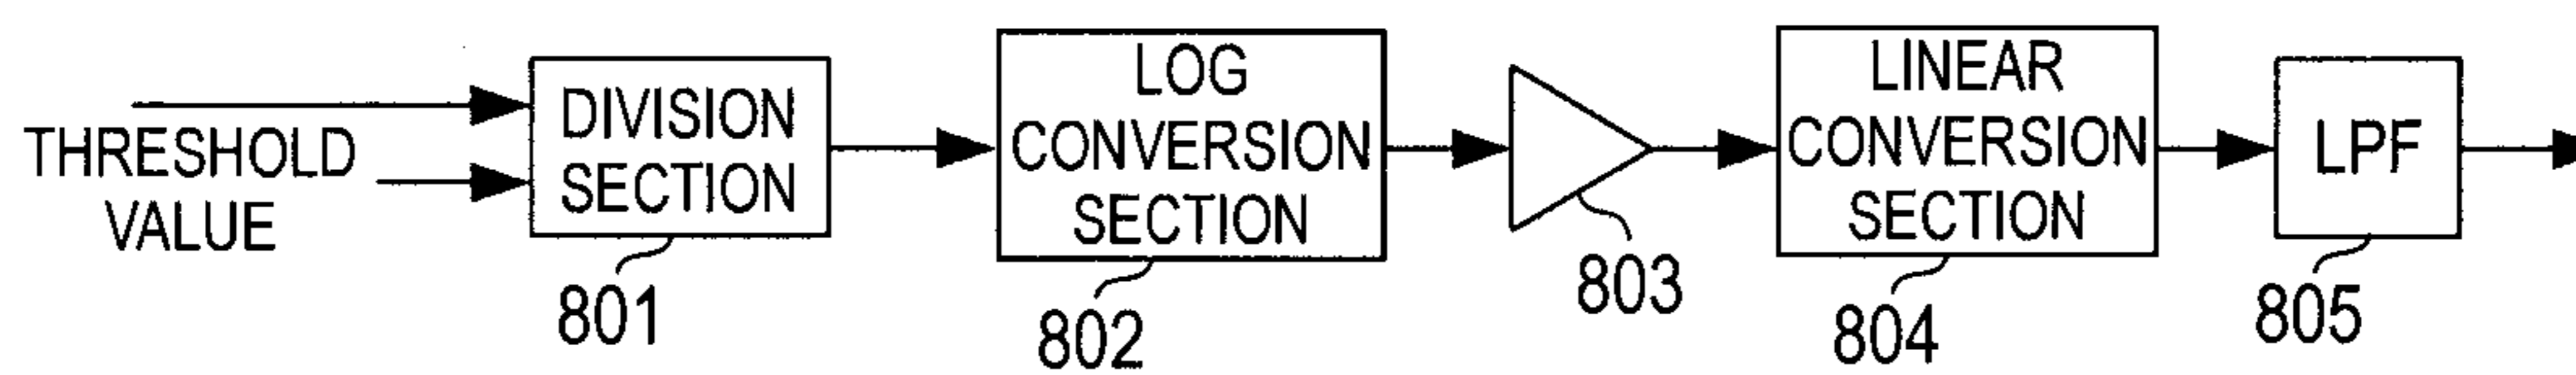 THRESHOLD
VALUE
DIVISION
SECTION
801
LOG
CONVERSION
SECTION
802
803
LINEAR
CONVERSION
SECTION
804
LPF
805